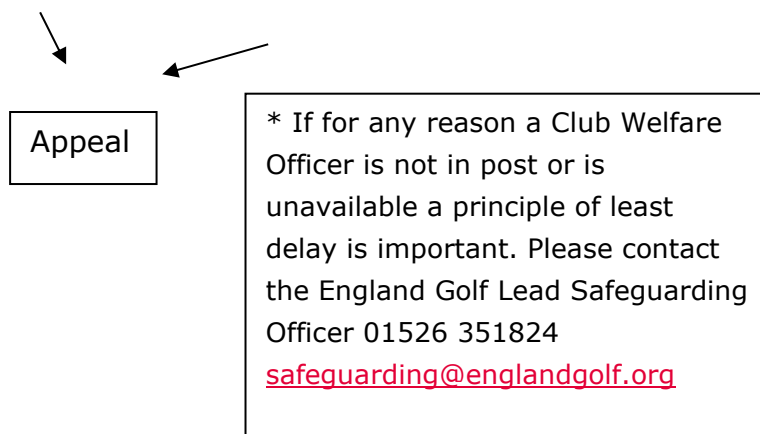 Appeal
* If for any reason a Club Welfare
Officer is not in post or is
unavailable a principle of least
delay is important. Please contact
the England Golf Lead Safeguarding
Officer 01526 351824
safeguarding@englandgolf.org